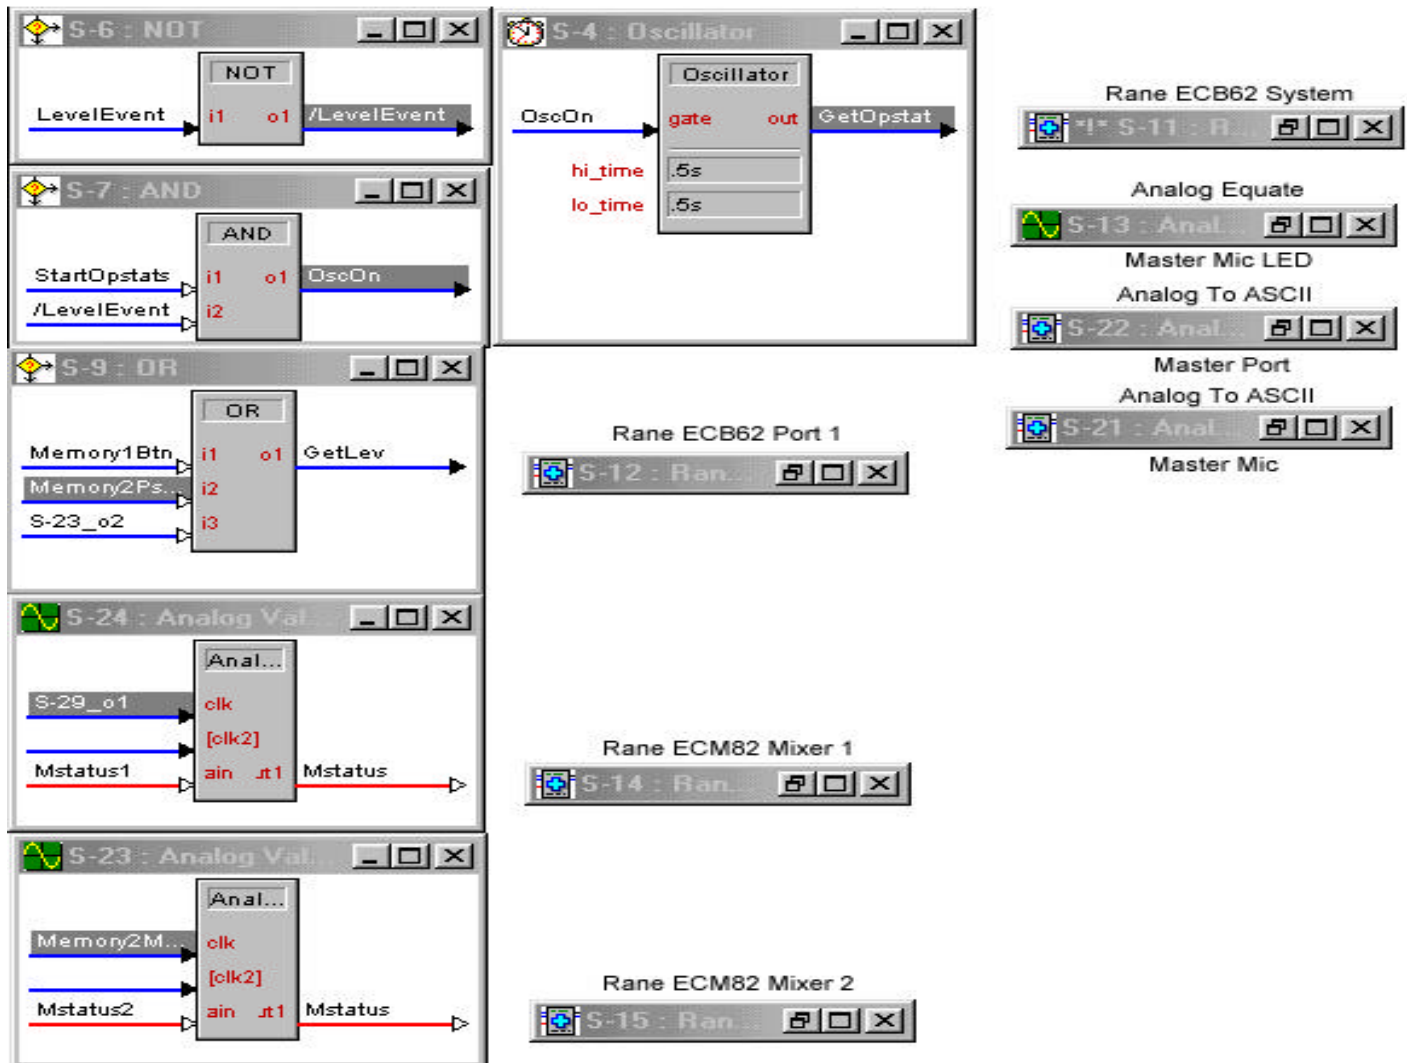 S-6 : NOT
NOT
LevelEvent
i1
o1
/LevelEvent
S-4 : Oscillator
Oscillator
OscOn
gate
out
GetOpstat
hi_time
.5s
lo_time
.5s
Rane ECB62 System
*!* S-11 : R...
Analog Equate
S-13 : Anal...
Master Mic LED
Analog To ASCII
S-22 : Anal...
Master Port
Analog To ASCII
S-21 : Anal...
Master Mic
S-7 : AND
AND
StartOpstats
i1
o1
OscOn
/LevelEvent
i2
S-9 : OR
OR
Memory1Btn
i1
o1
GetLev
Memory2Ps...
i2
S-23_o2
i3
Rane ECB62 Port 1
S-12 : Ran...
S-24 : Analog Val...
Anal...
S-29_o1
clk
[clk2]
Mstatus1
ain
Mstatus
Rane ECM82 Mixer 1
S-14 : Ran...
S-23 : Analog Val...
Anal...
Memory2M...
clk
[clk2]
Mstatus2
ain
Mstatus
Rane ECM82 Mixer 2
S-15 : Ran...